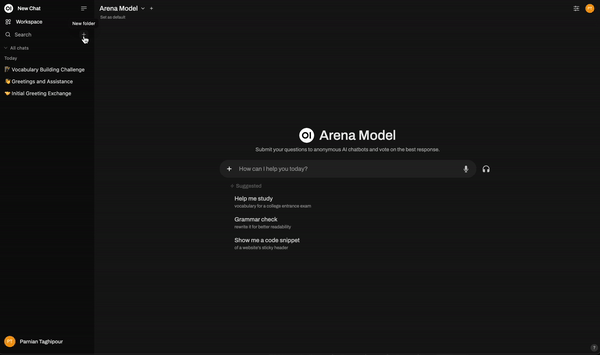 OI New Chat
Workspace
New folder
Search
All chats
Today
Vocabulary Building Challenge
Greetings and Assistance
Initial Greeting Exchange
PT Parnian Taghipour
Arena Model
Set as default
PT
OI Arena Model
Submit your questions to anonymous AI chatbots and vote on the best response.
How can I help you today?
Suggested
Help me study
vocabulary for a college entrance exam
Grammar check
rewrite it for better readability
Show me a code snippet
of a website's sticky header
?